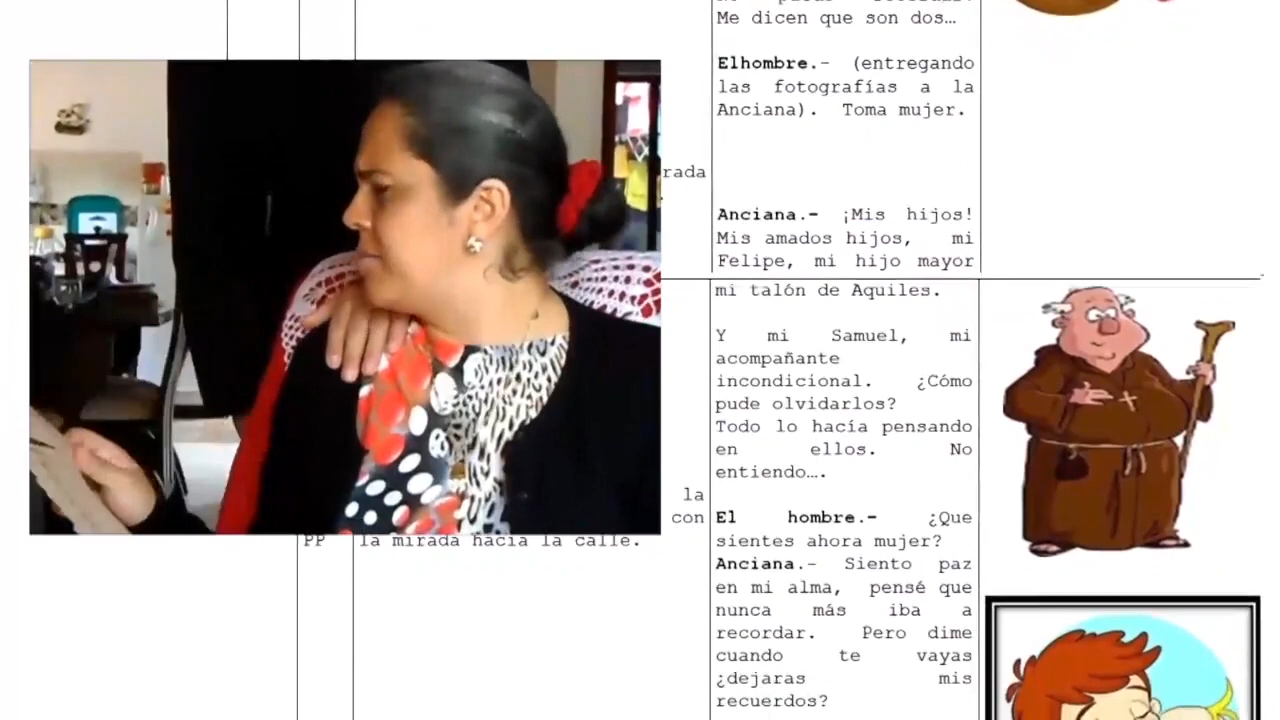 Me dicen que son dos…
Elhombre.- (entregando
las fotografías a la
Anciana). Toma mujer.
rada
Anciana.- ¡Mis hijos!
Mis amados hijos, mi
Felipe, mi hijo mayor
mi talón de Aquiles.
Y mi Samuel, mi
acompañante
incondicional. ¿Cómo
pude olvidarlos?
Todo lo hacía pensando
en ellos. No
entiendo….
la
con
El hombre.- ¿Que
sientes ahora mujer?
PP la mirada hacia la calle.
Anciana.- Siento paz
en mi alma, pensé que
nunca más iba a
recordar. Pero dime
cuando te vayas
¿dejaras mis
recuerdos?